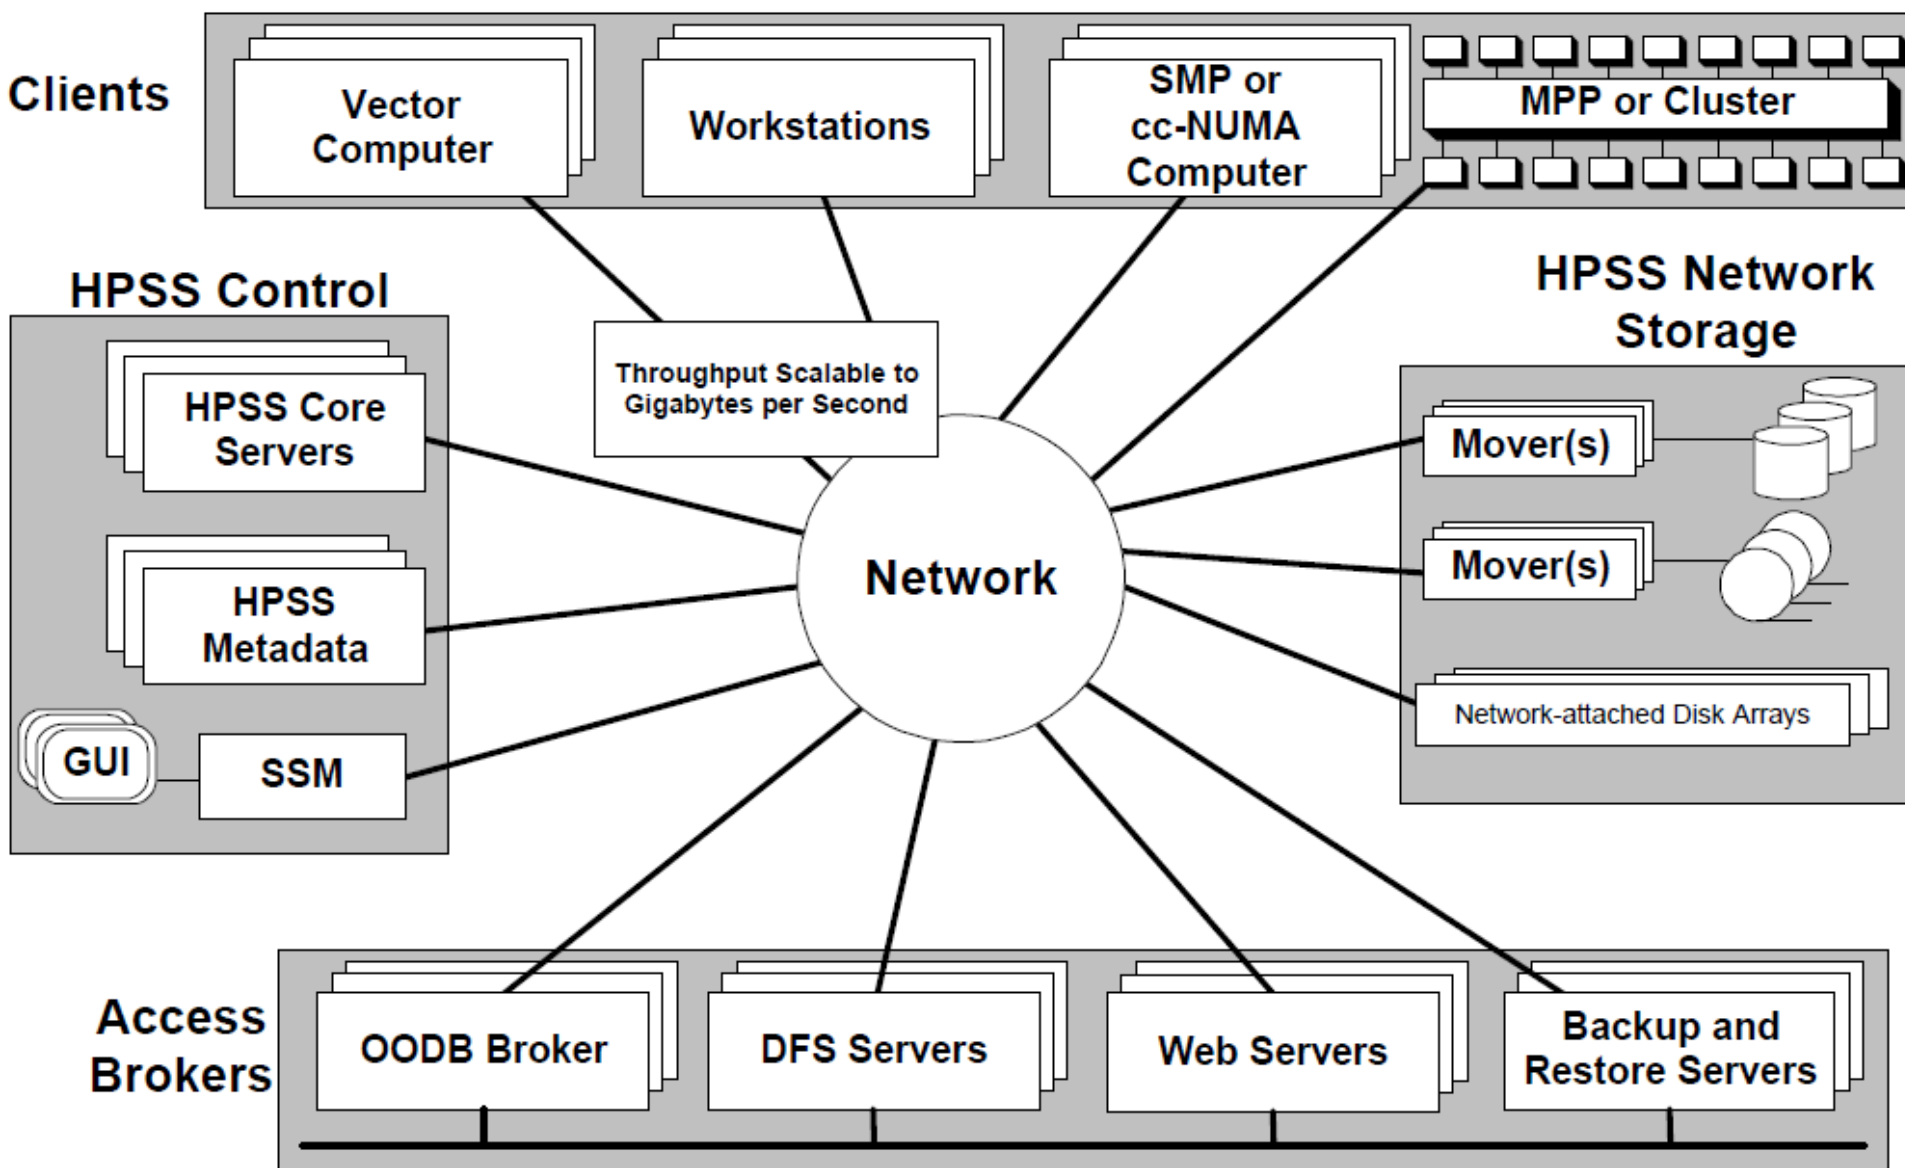 Clients
Vector
Computer
Workstations
SMP or
cc-NUMA
Computer
MPP or Cluster
HPSS Control
HPSS Core
Servers
HPSS
Metadata
GUI
SSM
Throughput Scalable to
Gigabytes per Second
Network
HPSS Network
Storage
Mover(s)
Mover(s)
Network-attached Disk Arrays
Access
Brokers
OODB Broker
DFS Servers
Web Servers
Backup and
Restore Servers